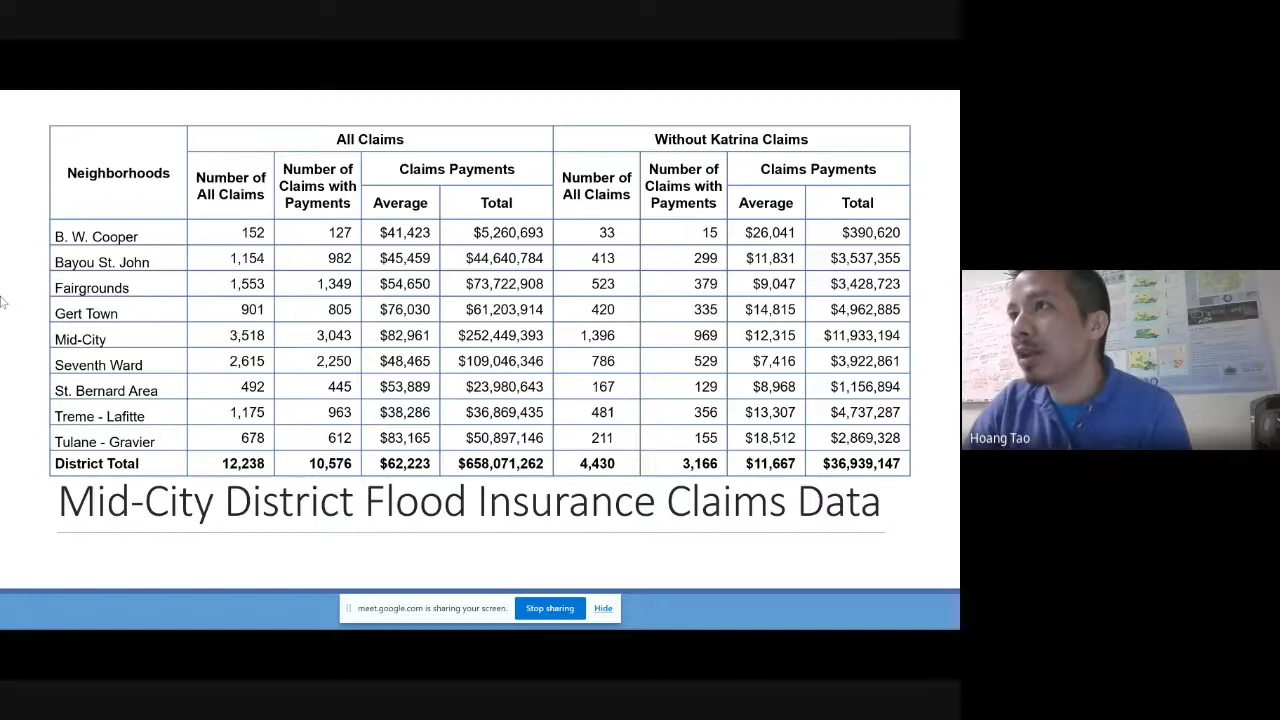 Neighborhoods All Claims Without Katrina Claims
Number of All Claims Number of Claims with Payments Claims Payments Number of All Claims Number of Claims with Payments Claims Payments
Average Total Average Total
B. W. Cooper 152 127 $41,423 $5,260,693 33 15 $26,041 $390,620
Bayou St. John 1,154 982 $45,459 $44,640,784 413 299 $11,831 $3,537,355
Fairgrounds 1,553 1,349 $54,650 $73,722,908 523 379 $9,047 $3,428,723
Gert Town 901 805 $76,030 $61,203,914 420 335 $14,815 $4,962,885
Mid-City 3,518 3,043 $82,961 $252,449,393 1,396 969 $12,315 $11,933,194
Seventh Ward 2,615 2,250 $48,465 $109,046,346 786 529 $7,416 $3,922,861
St. Bernard Area 492 445 $53,889 $23,980,643 167 129 $8,968 $1,156,894
Treme - Lafitte 1,175 963 $38,286 $36,869,435 481 356 $13,307 $4,737,287
Tulane - Gravier 678 612 $83,165 $50,897,146 211 155 $18,512 $2,869,328
District Total 12,238 10,576 $62,223 $658,071,262 4,430 3,166 $11,667 $36,939,147
Mid-City District Flood Insurance Claims Data
Hoang Tao
meet.google.com is sharing your screen. Stop sharing Hide